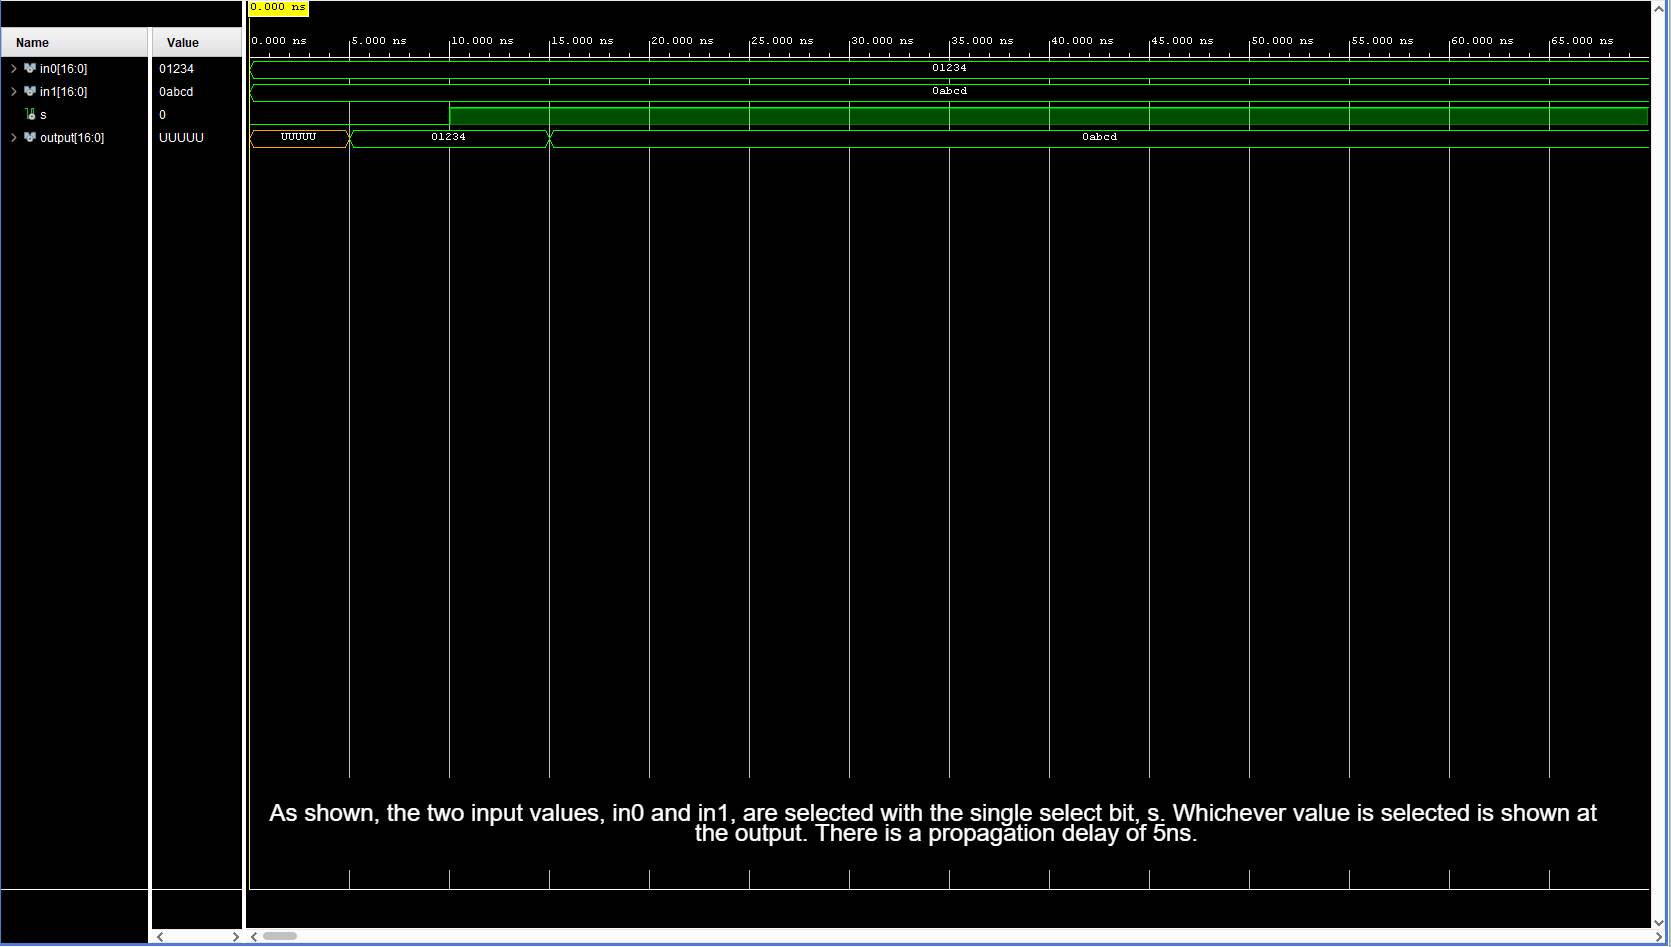 0.000 ns
Name Value
0.000 ns 5.000 ns 10.000 ns 15.000 ns 20.000 ns 25.000 ns 30.000 ns 35.000 ns 40.000 ns 45.000 ns 50.000 ns 55.000 ns 60.000 ns 65.000 ns
in0[16:0] 01234 01234
in1[16:0] 0abcd 0abcd
s 0
output[16:0] UUUUU UUUUU 01234 0abcd
As shown, the two input values, in0 and in1, are selected with the single select bit, s. Whichever value is selected is shown at
the output. There is a propagation delay of 5ns.